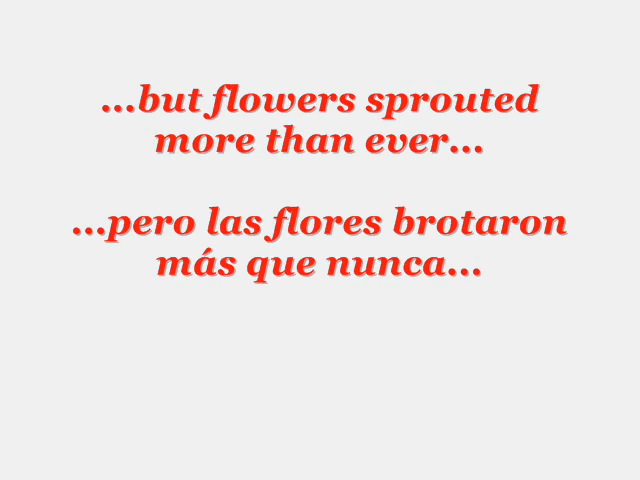 ...but flowers sprouted
more than ever...
...pero las flores brotaron
más que nunca...